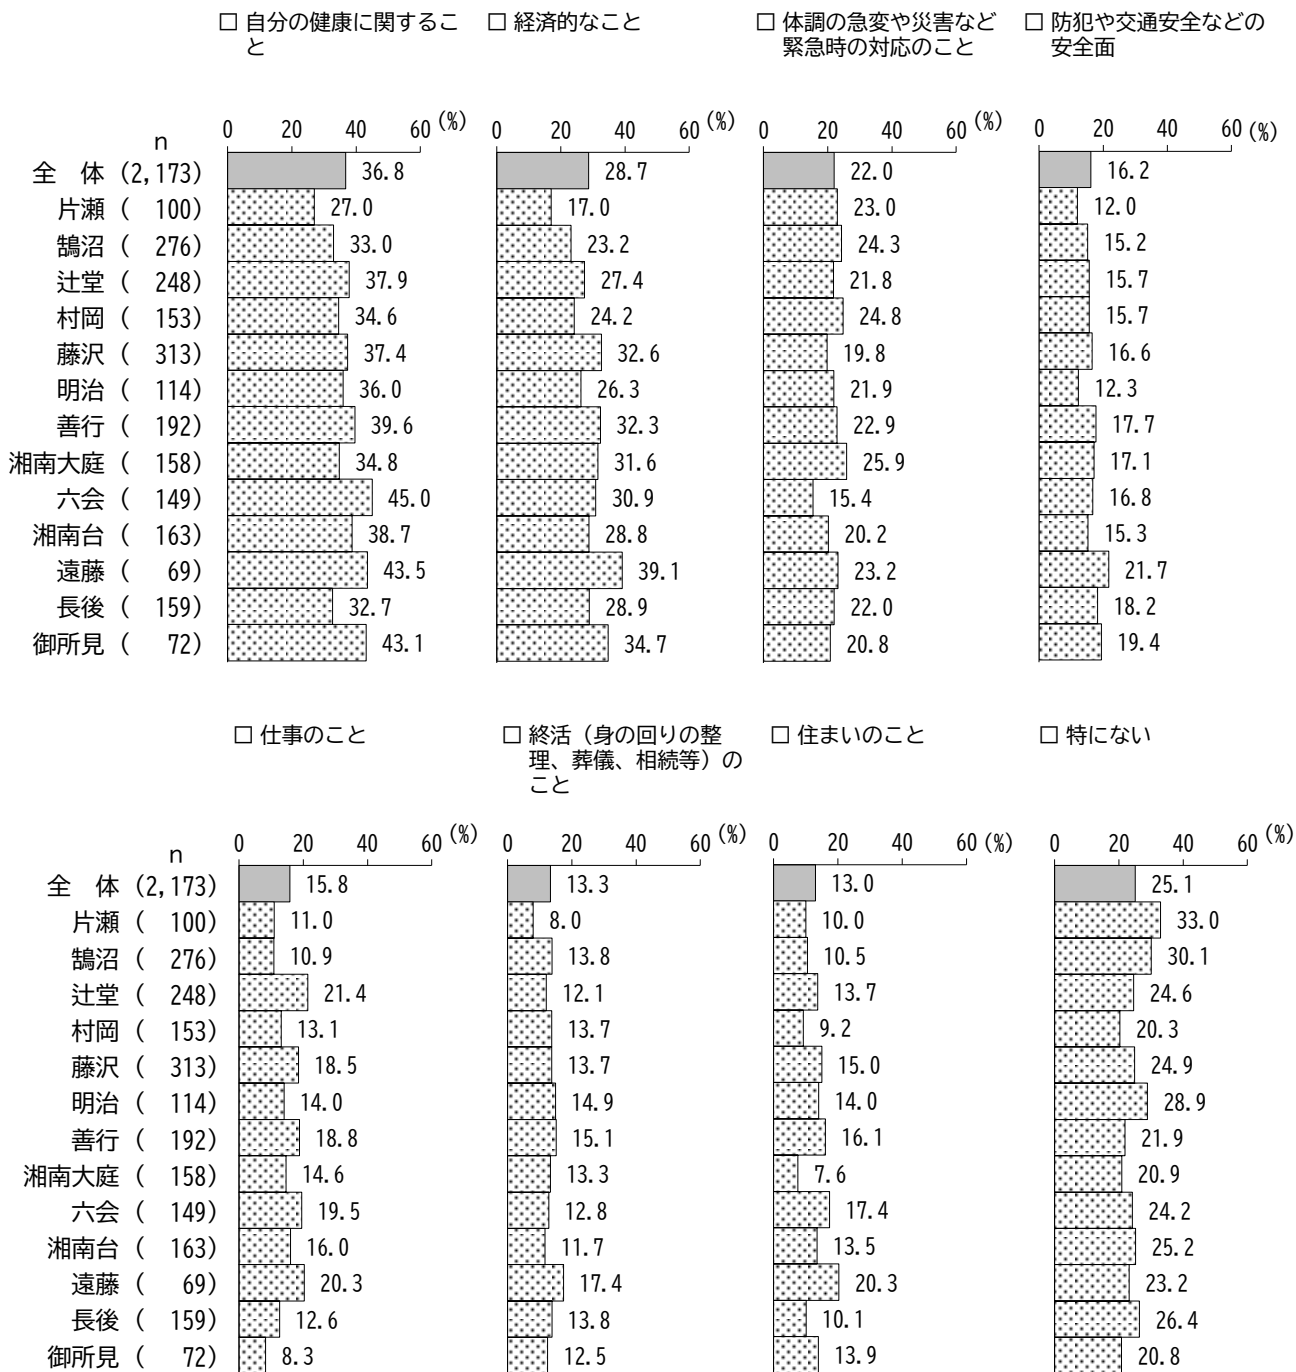 □ 自分の健康に関するこ
と
□ 経済的なこと
□ 体調の急変や災害など
緊急時の対応のこと
□ 防犯や交通安全などの
安全面
n 0 20 40 60 (%) 0 20 40 60 (%) 0 20 40 60 (%) 0 20 40 60 (%)
全 体 (2,173) 36.8 28.7 22.0 16.2
片瀬 ( 100) 27.0 17.0 23.0 12.0
鵠沼 ( 276) 33.0 23.2 24.3 15.2
辻堂 ( 248) 37.9 27.4 21.8 15.7
村岡 ( 153) 34.6 24.2 24.8 15.7
藤沢 ( 313) 37.4 32.6 19.8 16.6
明治 ( 114) 36.0 26.3 21.9 12.3
善行 ( 192) 39.6 32.3 22.9 17.7
湘南大庭 ( 158) 34.8 31.6 25.9 17.1
六会 ( 149) 45.0 30.9 15.4 16.8
湘南台 ( 163) 38.7 28.8 20.2 15.3
遠藤 ( 69) 43.5 39.1 23.2 21.7
長後 ( 159) 32.7 28.9 22.0 18.2
御所見 ( 72) 43.1 34.7 20.8 19.4
□ 仕事のこと
□ 終活（身の回りの整
理、葬儀、相続等）の
こと
□ 住まいのこと
□ 特にない
n 0 20 40 60 (%) 0 20 40 60 (%) 0 20 40 60 (%) 0 20 40 60 (%)
全 体 (2,173) 15.8 13.3 13.0 25.1
片瀬 ( 100) 11.0 8.0 10.0 33.0
鵠沼 ( 276) 10.9 13.8 10.5 30.1
辻堂 ( 248) 21.4 12.1 13.7 24.6
村岡 ( 153) 13.1 13.7 9.2 20.3
藤沢 ( 313) 18.5 13.7 15.0 24.9
明治 ( 114) 14.0 14.9 14.0 28.9
善行 ( 192) 18.8 15.1 16.1 21.9
湘南大庭 ( 158) 14.6 13.3 7.6 20.9
六会 ( 149) 19.5 12.8 17.4 24.2
湘南台 ( 163) 16.0 11.7 13.5 25.2
遠藤 ( 69) 20.3 17.4 20.3 23.2
長後 ( 159) 12.6 13.8 10.1 26.4
御所見 ( 72) 8.3 12.5 13.9 20.8